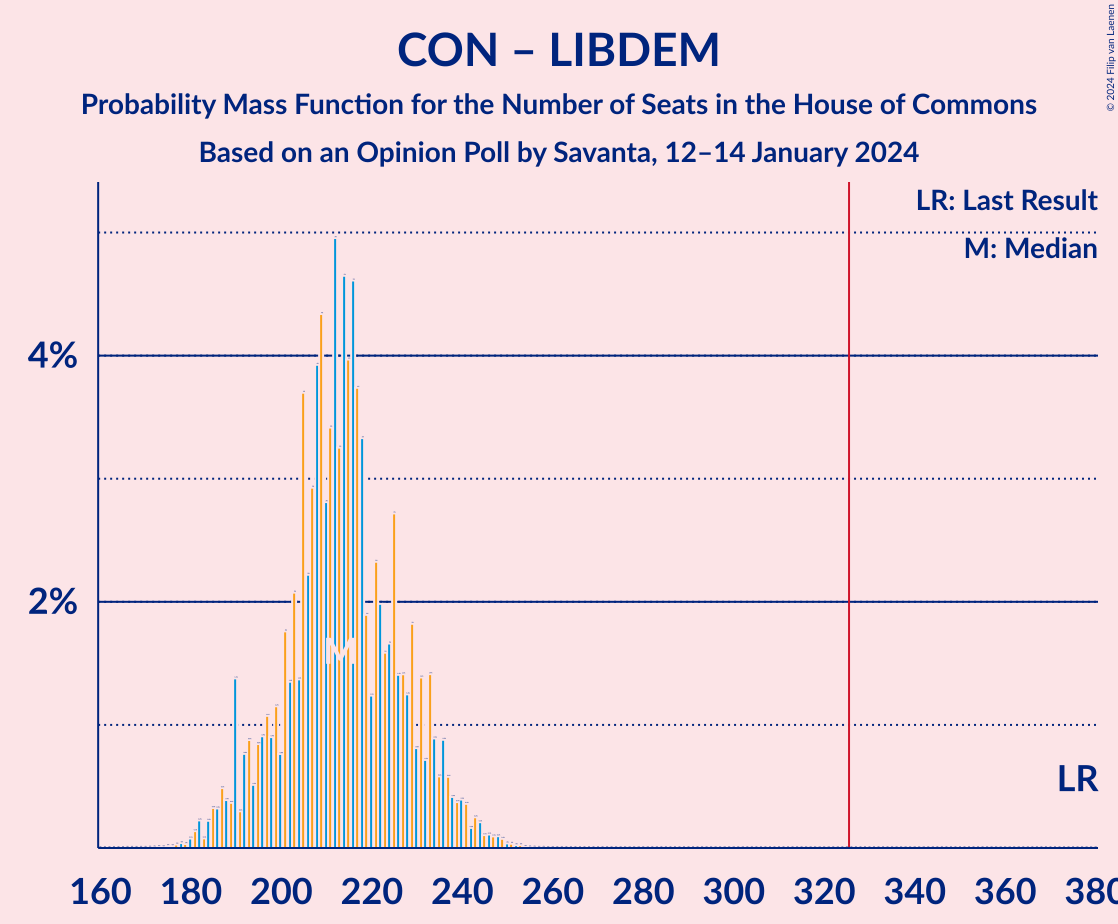 CON – LIBDEM
Probability Mass Function for the Number of Seats in the House of Commons
Based on an Opinion Poll by Savanta, 12–14 January 2024
© 2024 Filip van Laenen
LR: Last Result
M: Median
4%
2%
M
LR
160 180 200 220 240 260 280 300 320 340 360 380